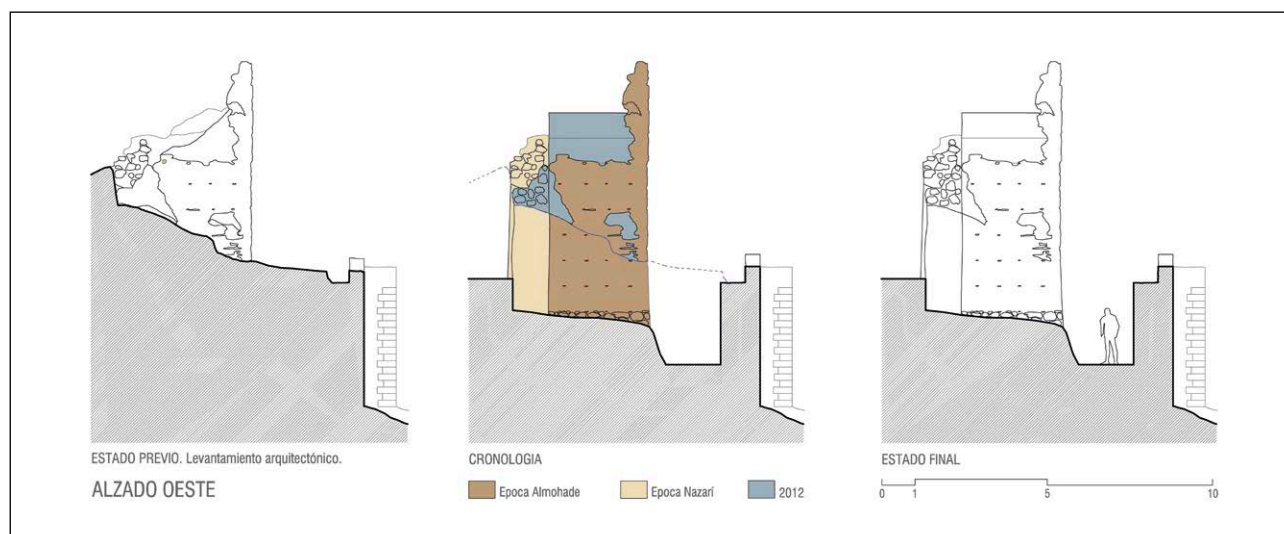 ESTADO PREVIO. Levantamiento arquitectónico.
ALZADO OESTE
CRONOLOGIA
Epoca Almohade Epoca Nazarí 2012
ESTADO FINAL
0 1 5 10